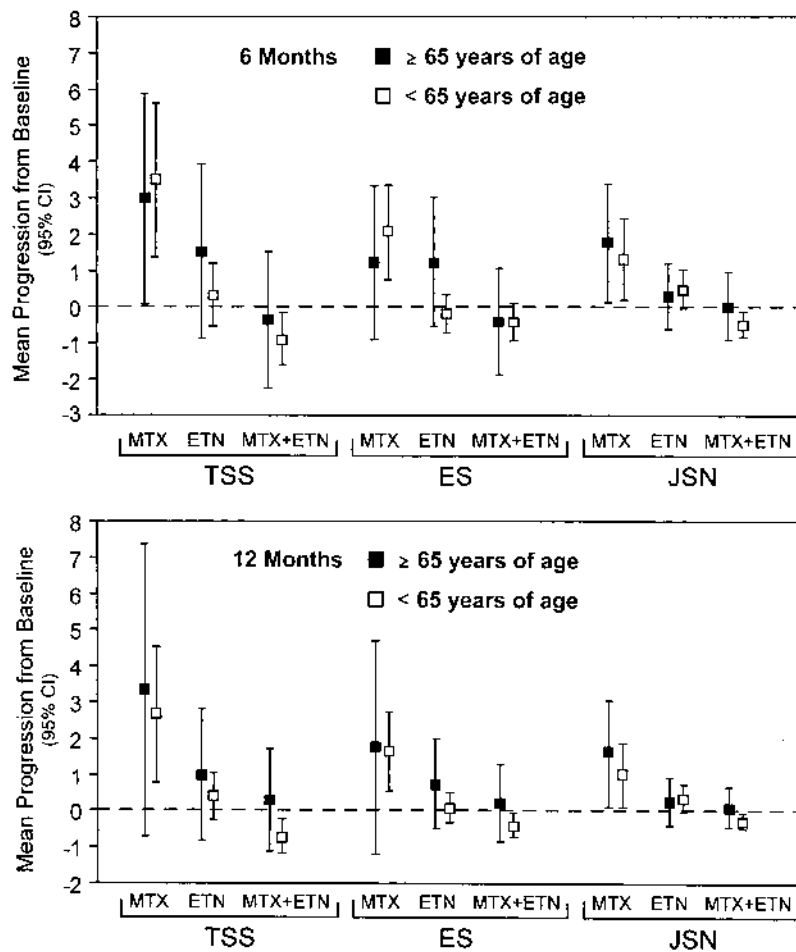 8
7
6
5
4
3
2
1
0
-1
-2
-3
Mean Progression from Baseline
(95% CI)
6 Months ■ ≥ 65 years of age
□ < 65 years of age
MTX ETN MTX+ETN MTX ETN MTX+ETN MTX ETN MTX+ETN
TSS ES JSN
8
7
6
5
4
3
2
1
0
-1
-2
Mean Progression from Baseline
(95% CI)
12 Months ■ ≥ 65 years of age
□ < 65 years of age
MTX ETN MTX+ETN MTX ETN MTX+ETN MTX ETN MTX+ETN
TSS ES JSN